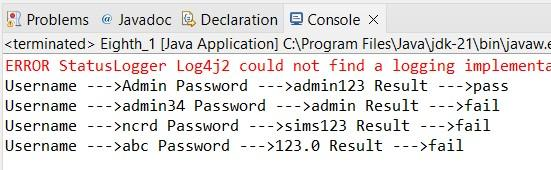 Problems Javadoc Declaration Console
<terminated> Eighth_1 [Java Application] C:\Program Files\Java\jdk-21\bin\javaw.e
ERROR StatusLogger Log4j2 could not find a logging implementa
Username --->Admin Password --->admin123 Result --->pass
Username --->admin34 Password --->admin Result --->fail
Username --->ncrd Password --->sims123 Result --->fail
Username --->abc Password --->123.0 Result --->fail